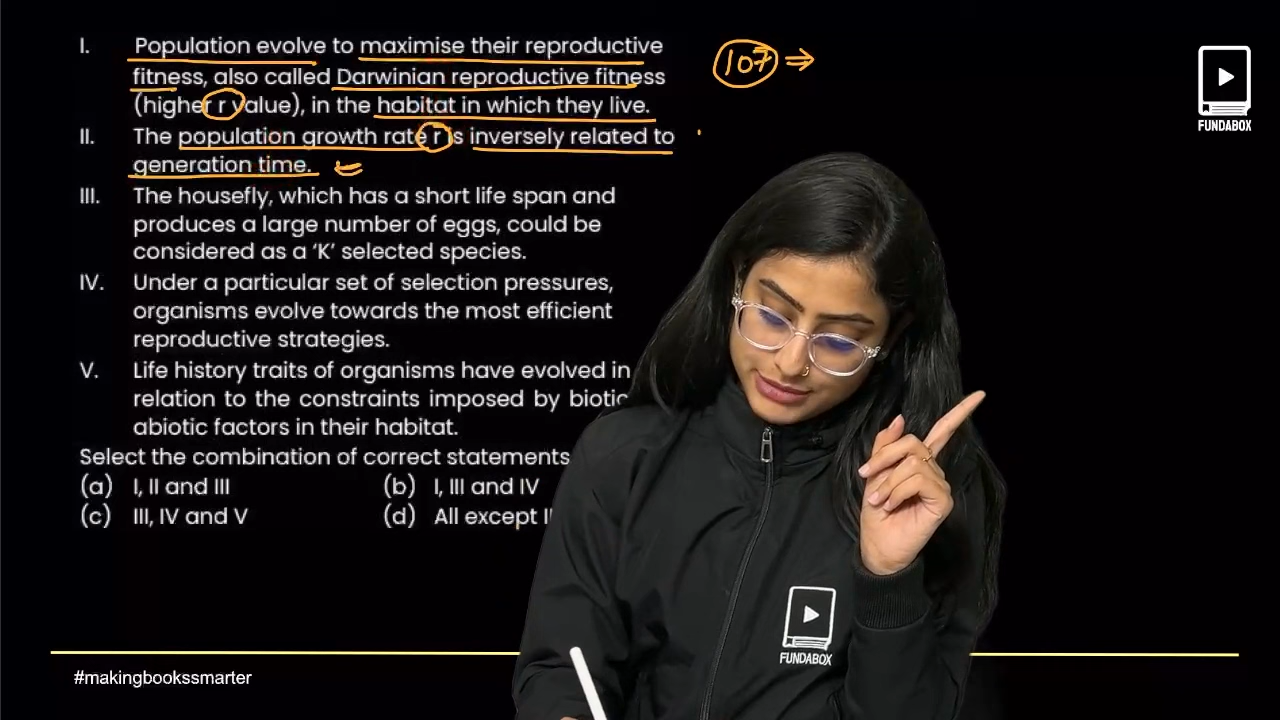 I. Population evolve to maximise their reproductive
fitness, also called Darwinian reproductive fitness
(higher r value), in the habitat in which they live.
II. The population growth rate r is inversely related to
generation time.
III. The housefly, which has a short life span and
produces a large number of eggs, could be
considered as a ‘K’ selected species.
IV. Under a particular set of selection pressures,
organisms evolve towards the most efficient
reproductive strategies.
V. Life history traits of organisms have evolved in
relation to the constraints imposed by biotic
abiotic factors in their habitat.
Select the combination of correct statements
(a) I, II and III (b) I, III and IV
(c) III, IV and V (d) All except
107 ⇒
FUNDABOX
FUNDABOX
#makingbookssmarter